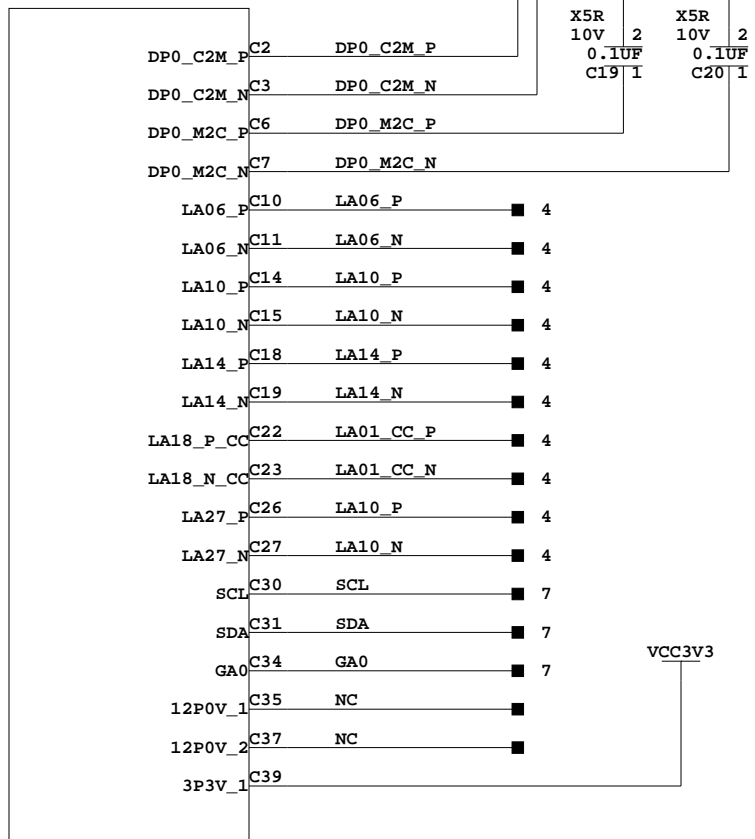 X5R X5R
10V 2 10V 2
0.1UF 0.1UF
C19 1 C20 1
DP0_C2M_P C2 DP0_C2M_P
DP0_C2M_N C3 DP0_C2M_N
DP0_M2C_P C6 DP0_M2C_P
DP0_M2C_N C7 DP0_M2C_N
LA06_P C10 LA06_P 4
LA06_N C11 LA06_N 4
LA10_P C14 LA10_P 4
LA10_N C15 LA10_N 4
LA14_P C18 LA14_P 4
LA14_N C19 LA14_N 4
LA18_P_CC C22 LA01_CC_P 4
LA18_N_CC C23 LA01_CC_N 4
LA27_P C26 LA10_P 4
LA27_N C27 LA10_N 4
SCL C30 SCL 7
SDA C31 SDA 7
GA0 C34 GA0 7
VCC3V3
12P0V_1 C35 NC
12P0V_2 C37 NC
3P3V_1 C39